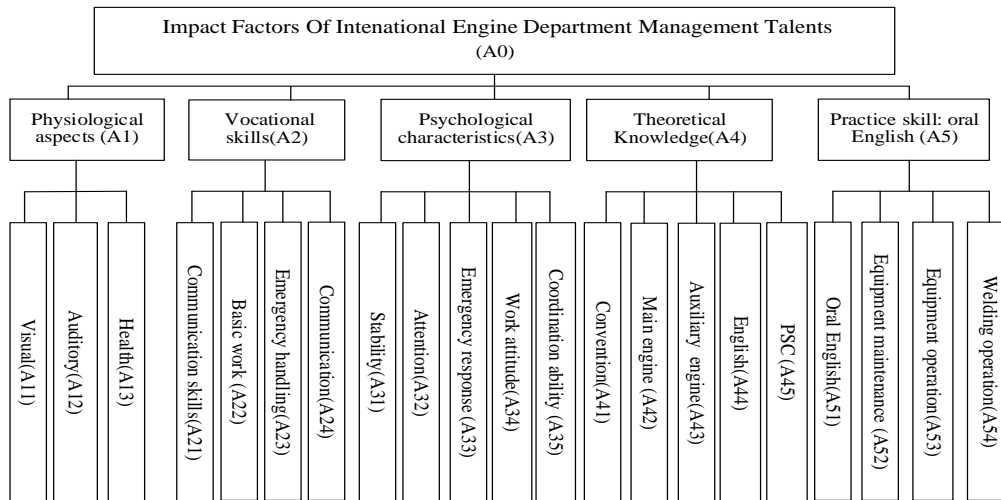 Impact Factors Of Intenational Engine Department Management Talents
(A0)
Physiological
aspects (A1)
Vocational
skills(A2)
Psychological
characteristics(A3)
Theoretical
Knowledge(A4)
Practice skill: oral
English (A5)
Visual(A11)
Auditory(A12)
Health(A13)
Communication skills(A21)
Basic work (A22)
Emergency handling(A23)
Communication(A24)
Stability(A31)
Attention(A32)
Emergency response (A33)
Work attitude(A34)
Coordination ability (A35)
Convention(A41)
Main engine (A42)
Auxiliary engine(A43)
English(A44)
PSC (A45)
Oral English(A51)
Equipment maintenance (A52)
Equipment operation(A53)
Welding operation(A54)